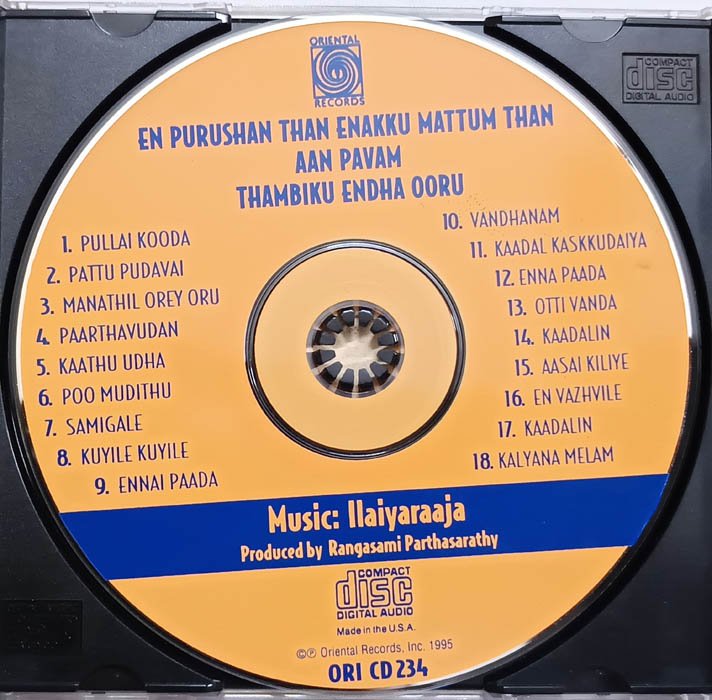 ORIENTAL
RECORDS
EN PURUSHAN THAN ENAKKU MATTUM THAN
AAN PAVAM
THAMBIKU ENDHA OORU
1. PULLAI KOODA
2. PATTU PUDAVAI
3. MANATHIL OREY ORU
4. PAARTHAVUDAN
5. KAATHU UDHA
6. POO MUDITHU
7. SAMIGALE
8. KUYILE KUYILE
9. ENNAI PAADA
10. VANDHANAM
11. KAADAL KASKKUDAIYA
12. ENNA PAADA
13. OTTI VANDA
14. KAADALIN
15. AASAI KILIYE
16. EN VAZHVILE
17. KAADALIN
18. KALYANA MELAM
Music: Ilaiyaraaja
Produced by Rangasami Parthasarathy
COMPACT
disc
DIGITAL AUDIO
Made in the U.S.A.
©℗ Oriental Records, Inc. 1995
ORI CD 234
COMPACT
disc
DIGITAL AUDIO